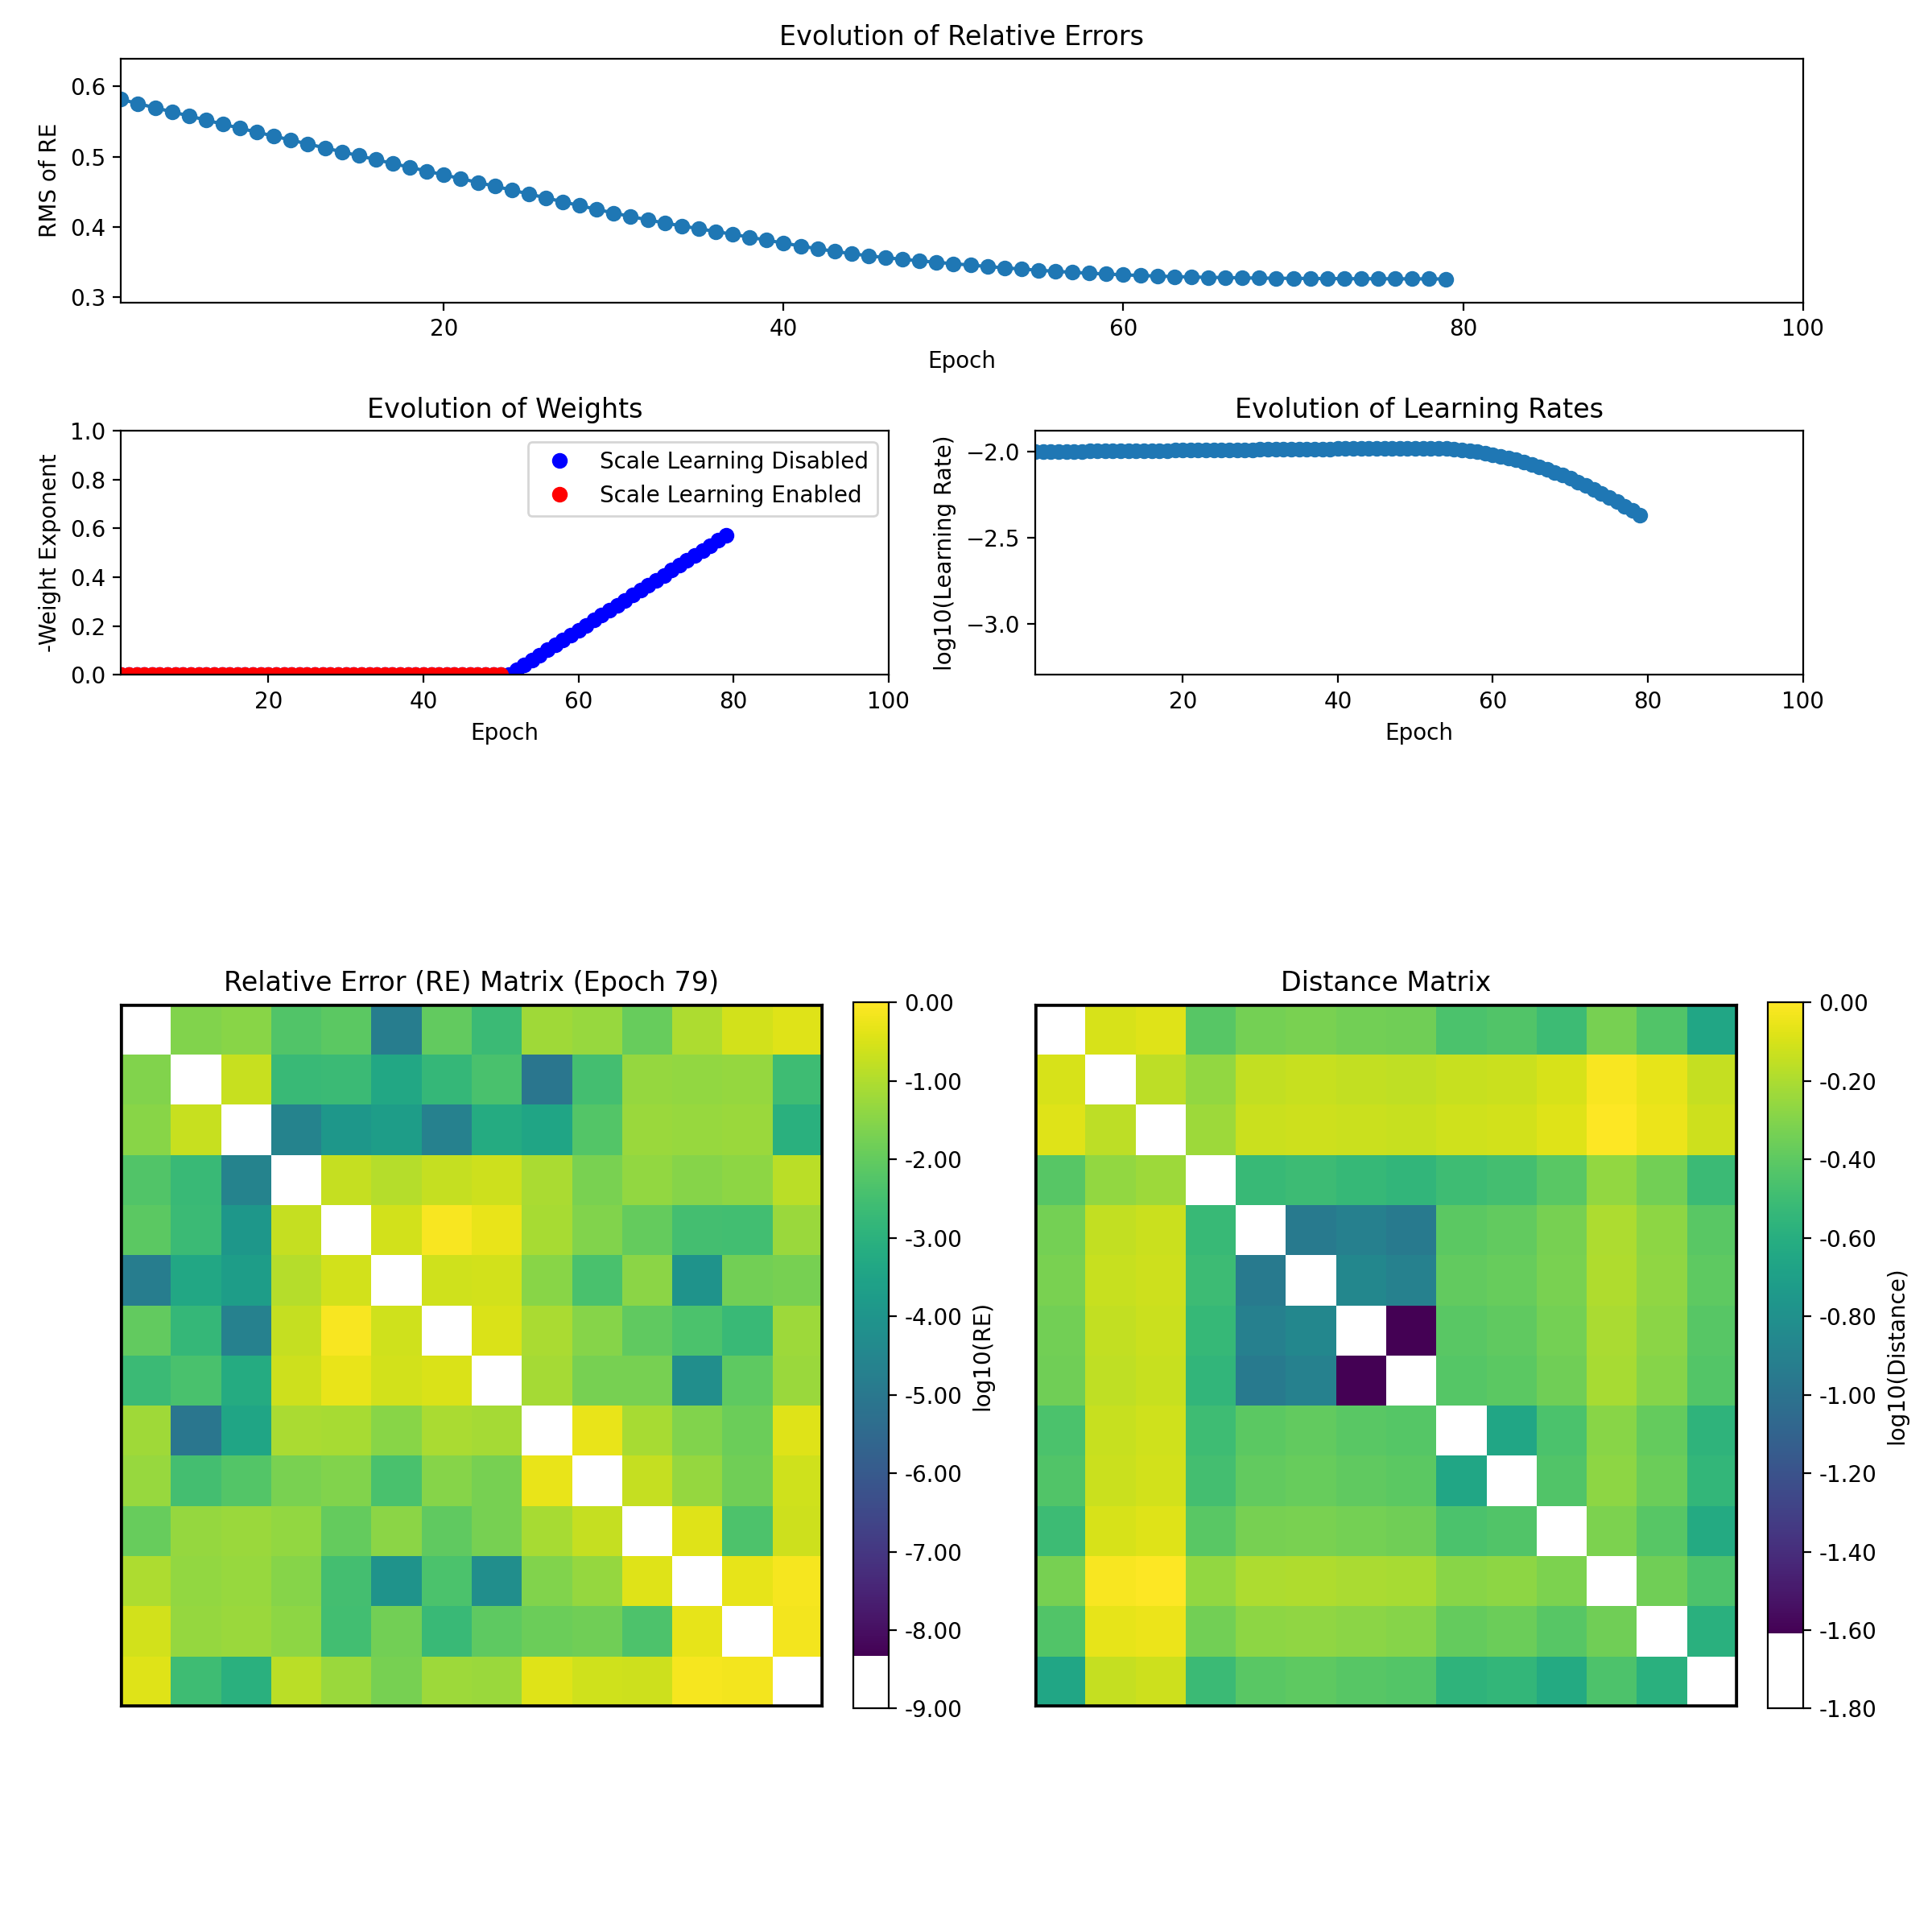 Evolution of Relative Errors
0.6
0.5
0.4
0.3
RMS of RE
20 40 60 80 100
Epoch
Evolution of Weights
1.0
0.8
0.6
0.4
0.2
0.0
-Weight Exponent
Scale Learning Disabled
Scale Learning Enabled
20 40 60 80 100
Epoch
Evolution of Learning Rates
−2.0
−2.5
−3.0
log10(Learning Rate)
20 40 60 80 100
Epoch
Relative Error (RE) Matrix (Epoch 79)
0.00
-1.00
-2.00
-3.00
-4.00
-5.00
-6.00
-7.00
-8.00
-9.00
log10(RE)
Distance Matrix
0.00
-0.20
-0.40
-0.60
-0.80
-1.00
-1.20
-1.40
-1.60
-1.80
log10(Distance)